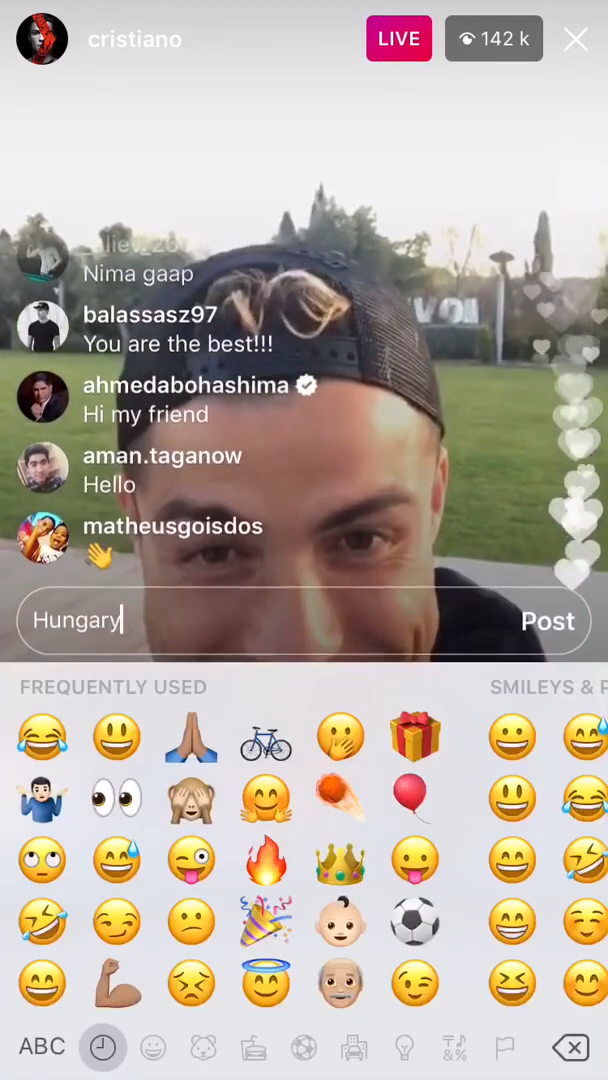 cristiano
LIVE
142 k
Nima gaap
balassasz97
You are the best!!!
ahmedabohashima
Hi my friend
aman.taganow
Hello
matheusgoisdos
Hungary
Post
FREQUENTLY USED
SMILEYS & P
ABC